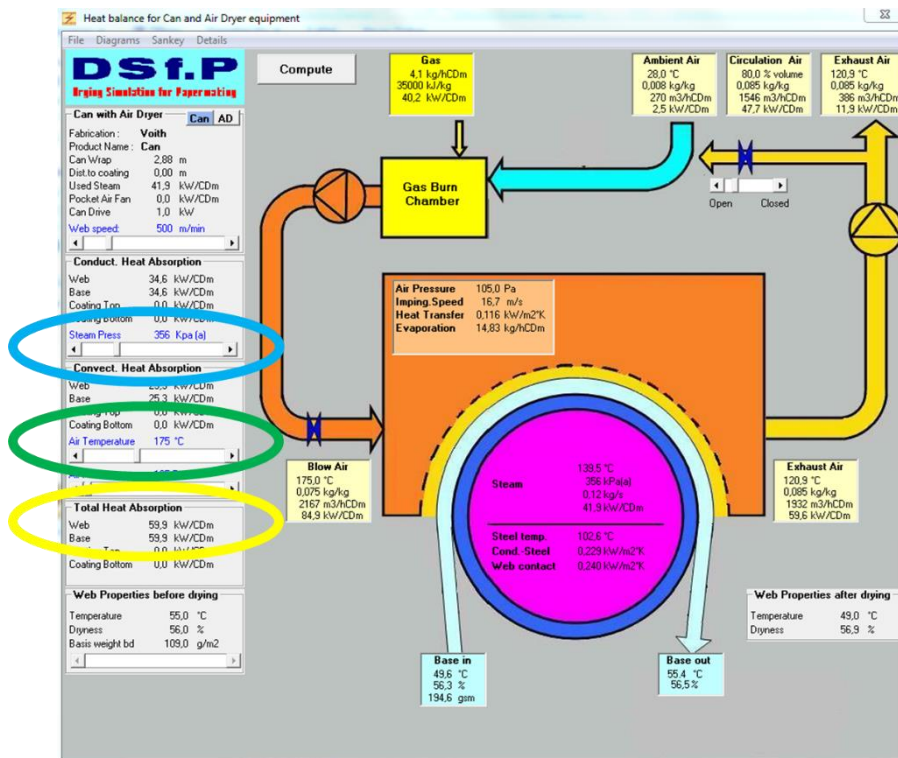 Heat balance for Can and Air Dryer equipment
File Diagrams Sankey Details
DSf.P
Drying Simulation for Papermaking
Compute
Can with Air Dryer Can AD
Fabrication : Voith
Product Name : Can
Can Wrap 2,88 m
Dist.to coating 0,00 m
Used Steam 41,9 kW/CDm
Pocket Air Fan 0,0 kW/CDm
Can Drive 1,0 kW
Web speed: 500 m/min
Conduct. Heat Absorption
Web 34,6 kW/CDm
Base 34,6 kW/CDm
Coating Top 0,0 kW/CDm
Coating Bottom 0,0 kW/CDm
Steam Press 356 Kpa(a)
Convect. Heat Absorption
Web 25,3 kW/CDm
Base 25,3 kW/CDm
Coating Top 0,0 kW/CDm
Coating Bottom 0,0 kW/CDm
Air Temperature 175 °C
Total Heat Absorption
Web 59,9 kW/CDm
Base 59,9 kW/CDm
Coating Top 0,0 kW/CDm
Coating Bottom 0,0 kW/CDm
Web Properties before drying
Temperature 55,0 °C
Dryness 56,0 %
Basis weight bd 109,0 g/m2
Gas
4,1 kg/hCDm
35000 kJ/kg
40,2 kW/CDm
Ambient Air
28,0 °C
0,008 kg/kg
270 m3/hCDm
2,5 kW/CDm
Circulation Air
80,0 % volume
0,085 kg/kg
1546 m3/hCDm
47,7 kW/CDm
Exhaust Air
120,9 °C
0,085 kg/kg
386 m3/hCDm
11,9 kW/CDm
Gas Burn
Chamber
Open Closed
Air Pressure 105,0 Pa
Imping.Speed 16,7 m/s
Heat Transfer 0,116 kW/m2*K
Evaporation 14,83 kg/hCDm
Blow Air
175,0 °C
0,075 kg/kg
2167 m3/hCDm
84,9 kW/CDm
139,5 °C
Steam 356 kPa(a)
0,12 kg/s
41,9 kW/CDm
Steel temp. 102,6 °C
Cond.-Steel 0,229 kW/m2*K
Web contact 0,240 kW/m2*K
Exhaust Air
120,9 °C
0,085 kg/kg
1932 m3/hCDm
59,6 kW/CDm
Base in
49,6 °C
56,3 %
194,6 gsm
Base out
55,4 °C
56,5%
Web Properties after drying
Temperature 49,0 °C
Dryness 56,9 %